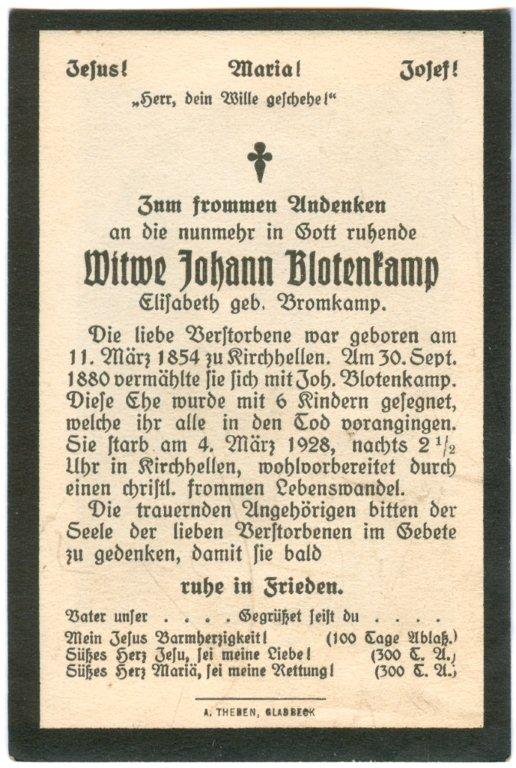 Jesus! Maria! Josef!
„Herr, dein Wille geschehe!“
Zum frommen Andenken
an die nunmehr in Gott ruhende
Witwe Johann Blotenkamp
Elisabeth geb. Bromkamp.
Die liebe Verstorbene war geboren am
11. März 1854 zu Kirchhellen. Am 30. Sept.
1880 vermählte sie sich mit Joh. Blotenkamp.
Diese Ehe wurde mit 6 Kindern gesegnet,
welche ihr alle in den Tod vorangingen.
Sie starb am 4. März 1928, nachts 2 1/2
Uhr in Kirchhellen, wohlvorbereitet durch
einen christl. frommen Lebenswandel.
Die trauernden Angehörigen bitten der
Seele der lieben Verstorbenen im Gebete
zu gedenken, damit sie bald
ruhe in Frieden.
Vater unser . . . . Gegrüßet seist du . . . .
Mein Jesus Barmherzigkeit! (100 Tage Ablaß.)
Süßes Herz Jesu, sei meine Liebe! (300 T. A.)
Süßes Herz Mariä, sei meine Rettung! (300 T. A.)
A. THEBEN, GLADBECK